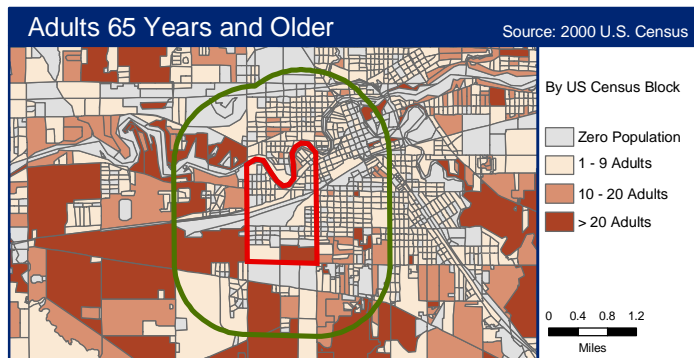 Adults 65 Years and Older
Source: 2000 U.S. Census
By US Census Block
Zero Population
1 - 9 Adults
10 - 20 Adults
> 20 Adults
0 0.4 0.8 1.2
Miles